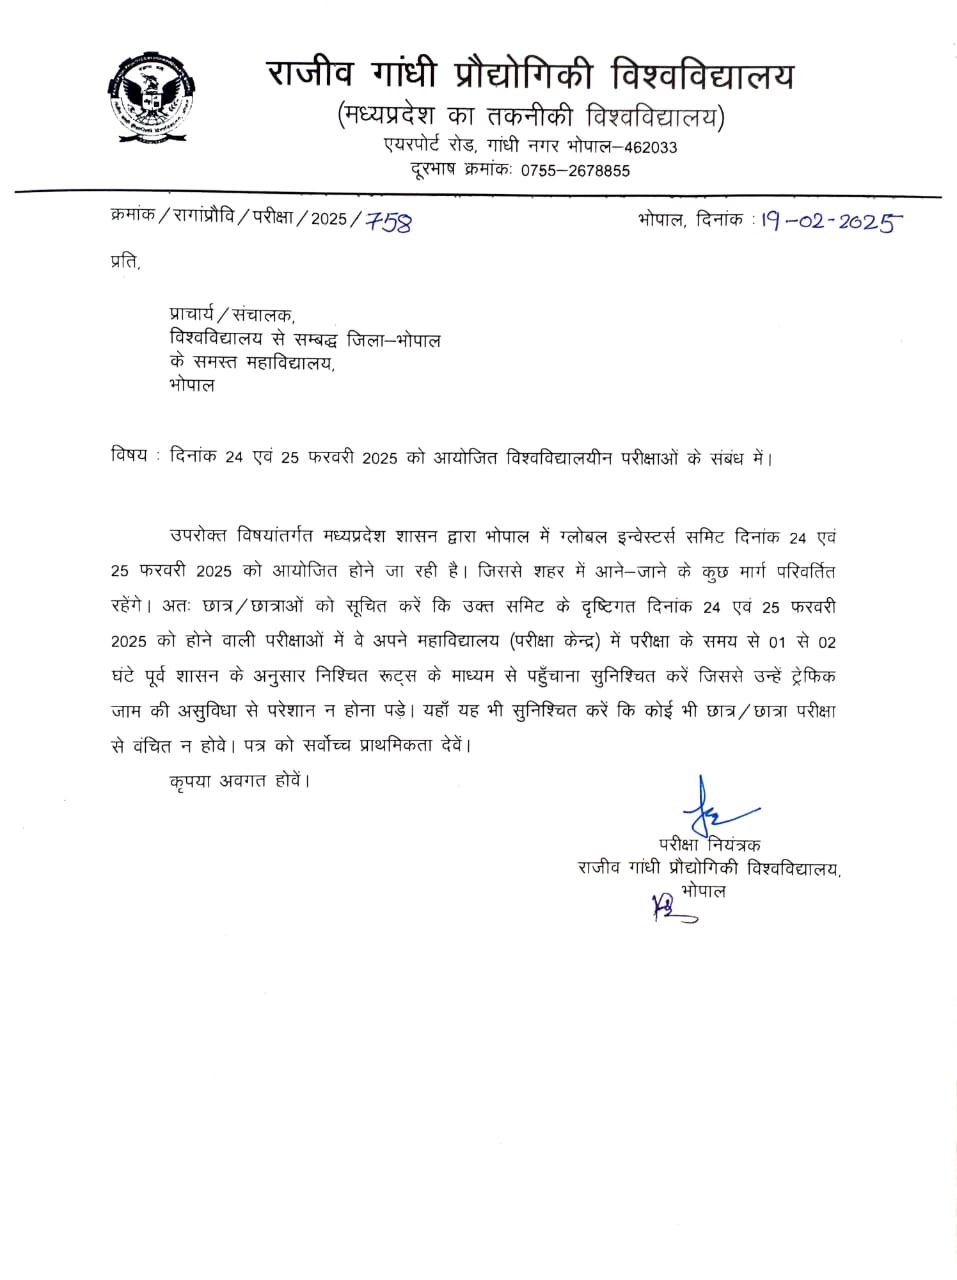 राजीव गांधी प्रौद्योगिकी विश्वविद्यालय
(मध्यप्रदेश का तकनीकी विश्वविद्यालय)
एयरपोर्ट रोड, गांधी नगर भोपाल–462033
दूरभाष क्रमांकः 0755–2678855
क्रमांक/रागांप्रौवि/परीक्षा/2025/758 भोपाल, दिनांक : 19-02-2025
प्रति,
प्राचार्य/संचालक,
विश्वविद्यालय से सम्बद्ध जिला–भोपाल
के समस्त महाविद्यालय,
भोपाल
विषय : दिनांक 24 एवं 25 फरवरी 2025 को आयोजित विश्वविद्यालयीन परीक्षाओं के संबंध में।
उपरोक्त विषयांतर्गत मध्यप्रदेश शासन द्वारा भोपाल में ग्लोबल इन्वेस्टर्स समिट दिनांक 24 एवं
25 फरवरी 2025 को आयोजित होने जा रही है। जिससे शहर में आने–जाने के कुछ मार्ग परिवर्तित
रहेंगे। अतः छात्र/छात्राओं को सूचित करें कि उक्त समिट के दृष्टिगत दिनांक 24 एवं 25 फरवरी
2025 को होने वाली परीक्षाओं में वे अपने महाविद्यालय (परीक्षा केन्द्र) में परीक्षा के समय से 01 से 02
घंटे पूर्व शासन के अनुसार निश्चित रूट्स के माध्यम से पहुँचाना सुनिश्चित करें जिससे उन्हें ट्रेफिक
जाम की असुविधा से परेशान न होना पड़े। यहाँ यह भी सुनिश्चित करें कि कोई भी छात्र/छात्रा परीक्षा
से वंचित न होवे। पत्र को सर्वोच्च प्राथमिकता देवें।
कृपया अवगत होवें।
परीक्षा नियंत्रक
राजीव गांधी प्रौद्योगिकी विश्वविद्यालय,
भोपाल